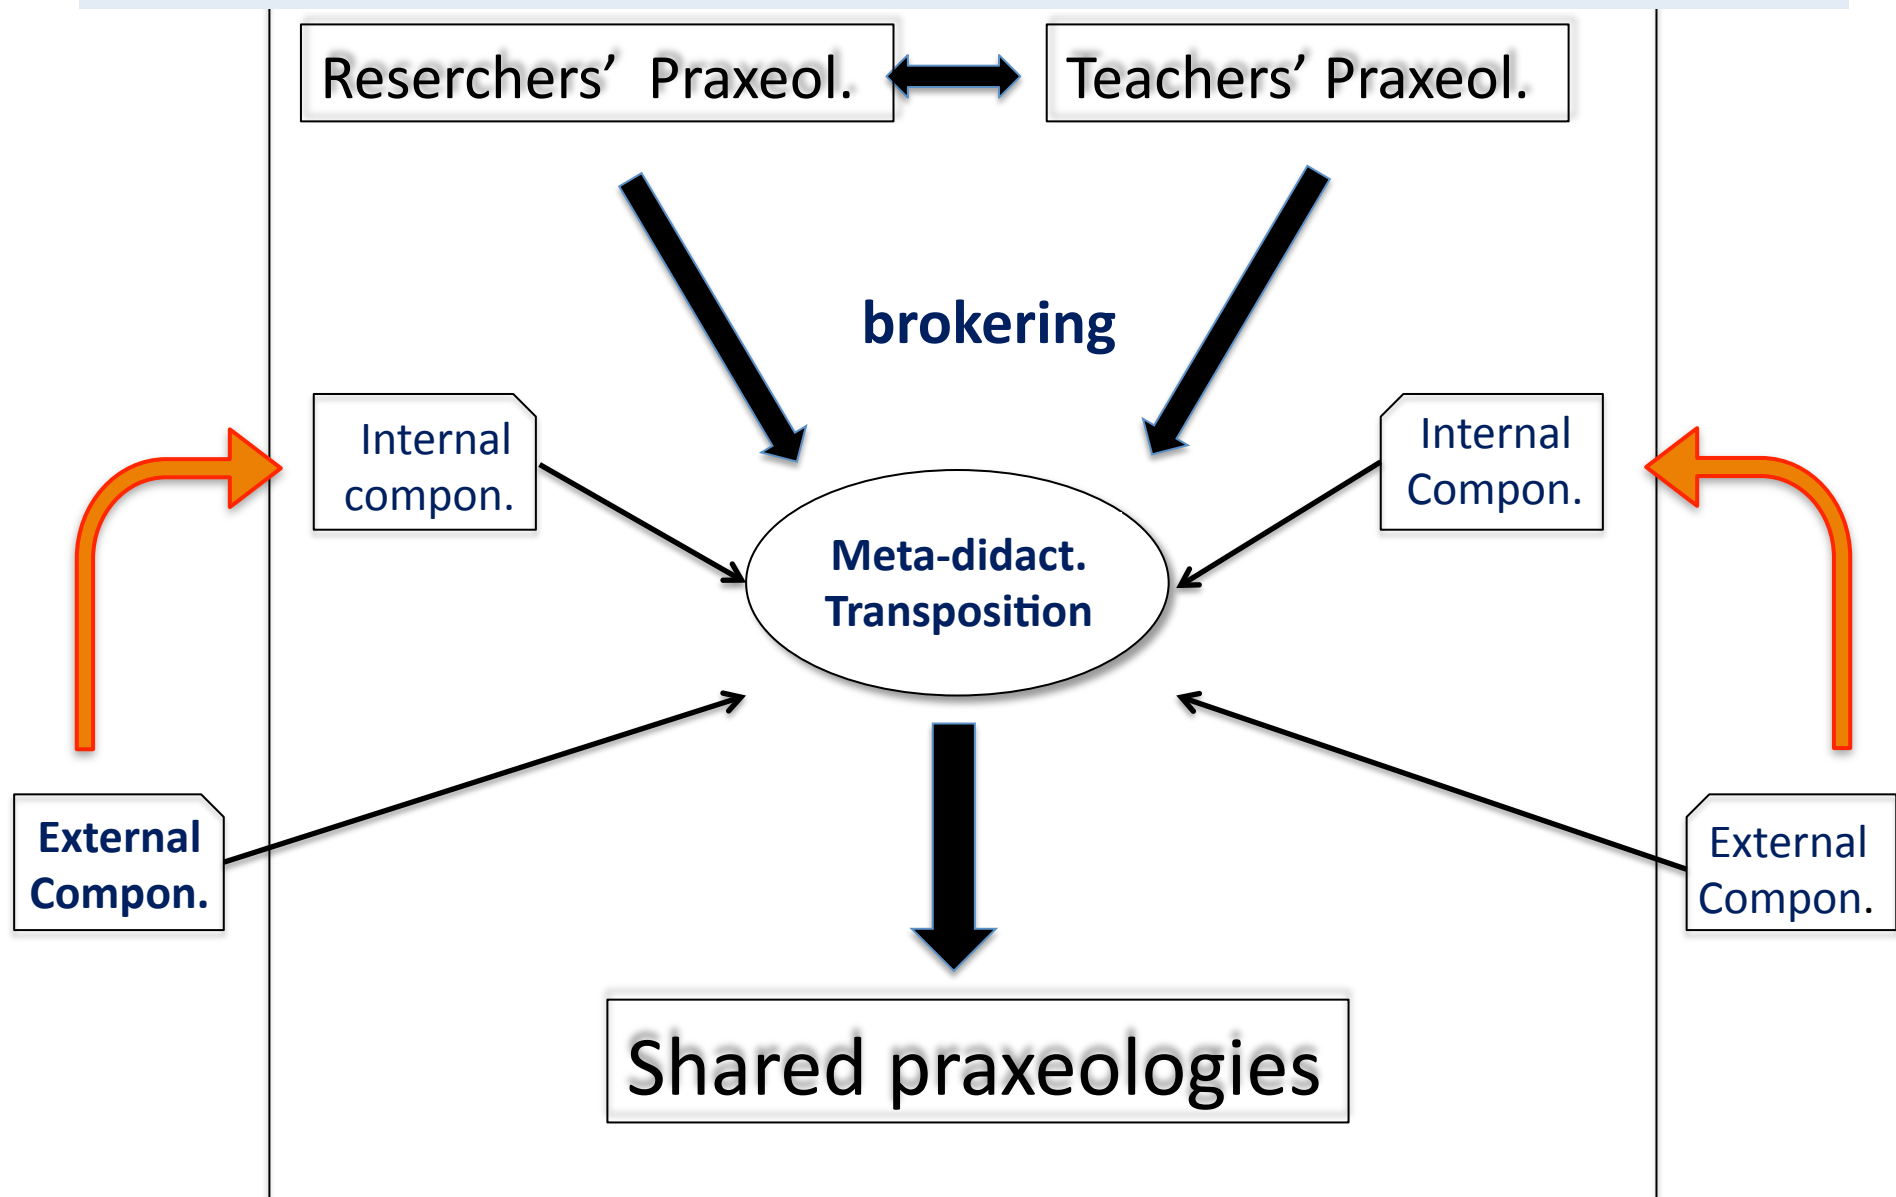 Reserchers’ Praxeol.
Teachers’ Praxeol.
brokering
Internal
compon.
Internal
Compon.
Meta-didact.
Transposition
External
Compon.
External
Compon.
Shared praxeologies